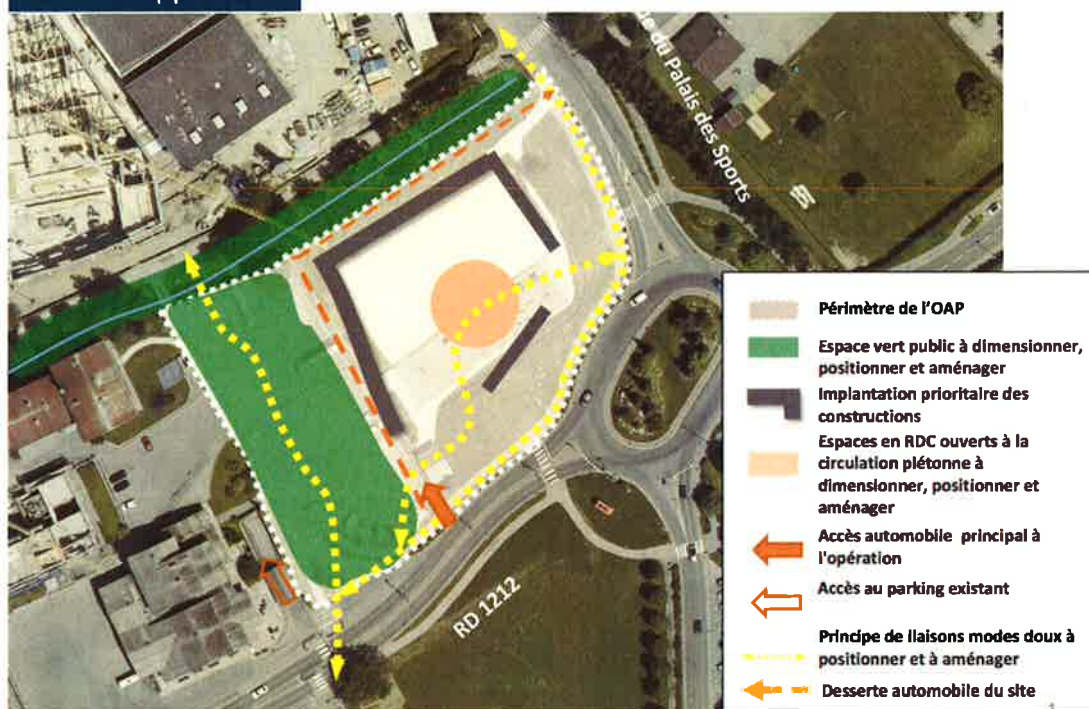 du Palais des Sports
RD 1212
Périmètre de l'OAP
Espace vert public à dimensionner,
positionner et aménager
Implantation prioritaire des
constructions
Espaces en RDC ouverts à la
circulation piétonne à
dimensionner, positionner et
aménager
Accès automobile principal à
l'opération
Accès au parking existant
Principe de liaisons modes doux à
positionner et à aménager
Desserte automobile du site